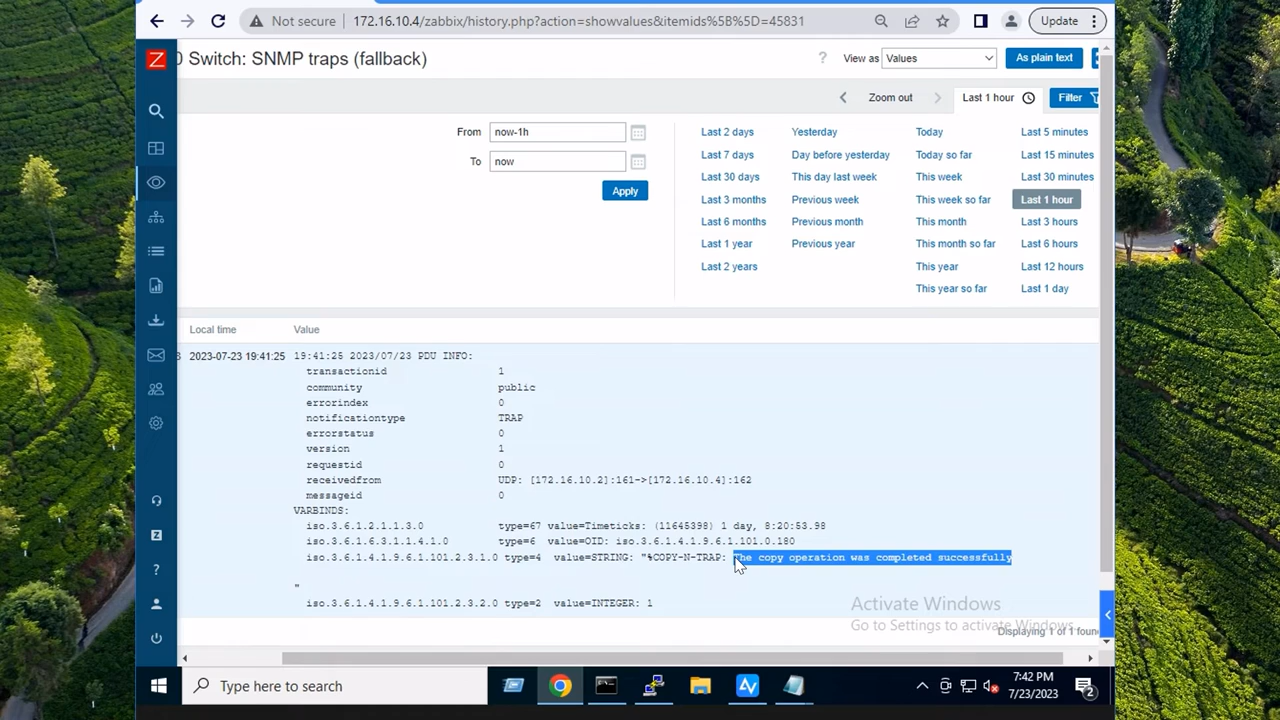 Not secure 172.16.10.4/zabbix/history.php?action=showvalues&itemids%5B%5D=45831 Update
Z Switch: SNMP traps (fallback) ? View as Values As plain text
Zoom out Last 1 hour Filter
From now-1h Last 2 days Yesterday Today Last 5 minutes
Last 7 days Day before yesterday Today so far Last 15 minutes
To now
Last 30 days This day last week This week Last 30 minutes
Apply Last 3 months Previous week This week so far Last 1 hour
Last 6 months Previous month This month Last 3 hours
Last 1 year Previous year This month so far Last 6 hours
Last 2 years This year Last 12 hours
This year so far Last 1 day
Local time Value
2023-07-23 19:41:25 19:41:25 2023/07/23 PDU INFO:
transactionid 1
community public
errorindex 0
notificationtype TRAP
errorstatus 0
version 1
requestid 0
receivedfrom UDP: [172.16.10.2]:161->[172.16.10.4]:162
messageid 0
VARBINDS:
iso.3.6.1.2.1.1.3.0 type=67 value=Timeticks: (11645398) 1 day, 8:20:53.98
iso.3.6.1.6.3.1.1.4.1.0 type=6 value=OID: iso.3.6.1.4.1.9.6.1.101.0.180
iso.3.6.1.4.1.9.6.1.101.2.3.1.0 type=4 value=STRING: "%COPY-N-TRAP: The copy operation was completed successfully
"
iso.3.6.1.4.1.9.6.1.101.2.3.2.0 type=2 value=INTEGER: 1
Activate Windows
Go to Settings to activate Windows.
Displaying 1 of 1 foun
Z
?
Type here to search 7:42 PM
7/23/2023 2